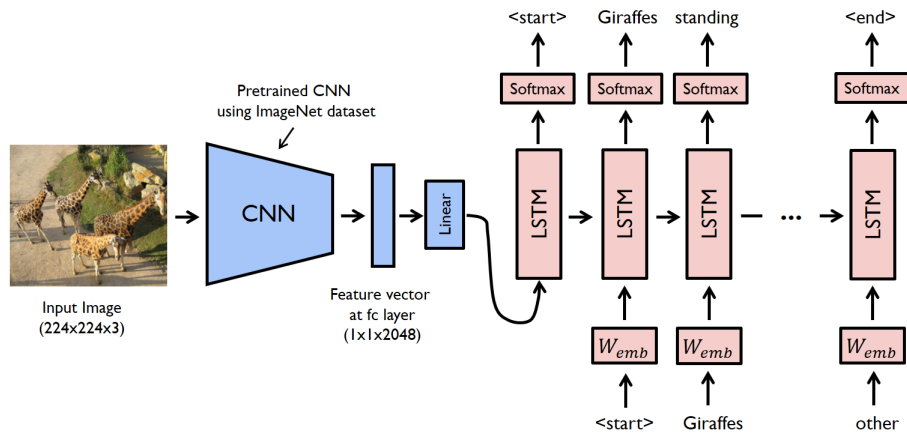 <start> Giraffes standing <end>
Softmax Softmax Softmax Softmax
Pretrained CNN
using ImageNet dataset
CNN
Linear
LSTM LSTM LSTM ... LSTM
Input Image
(224x224x3)
Feature vector
at fc layer
(1x1x2048)
W_emb W_emb W_emb
<start> Giraffes other